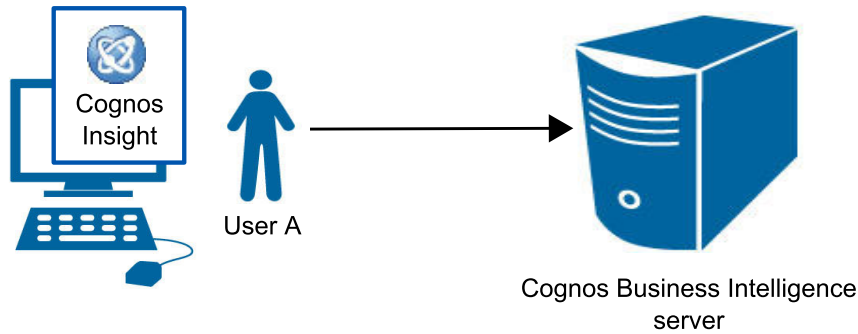 Cognos
Insight
User A
Cognos Business Intelligence
server